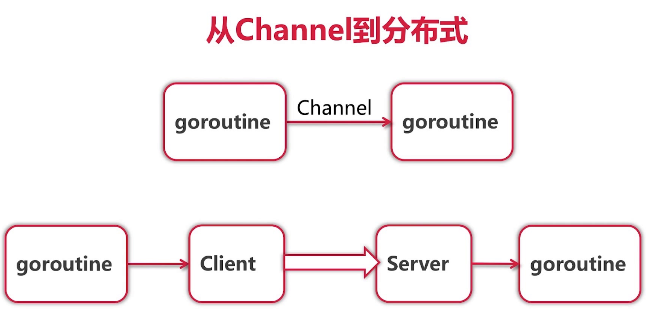 从Channel到分布式
goroutine
Channel
goroutine
goroutine
Client
Server
goroutine